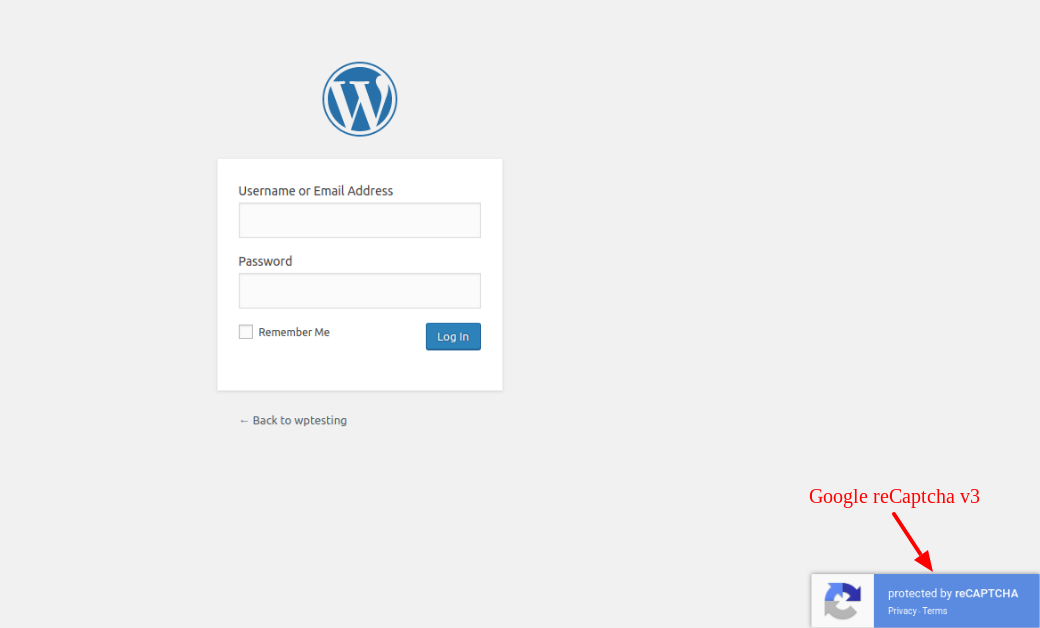 Username or Email Address
Password
Remember Me
Log In
← Back to wptesting
Google reCaptcha v3
protected by reCAPTCHA
Privacy - Terms